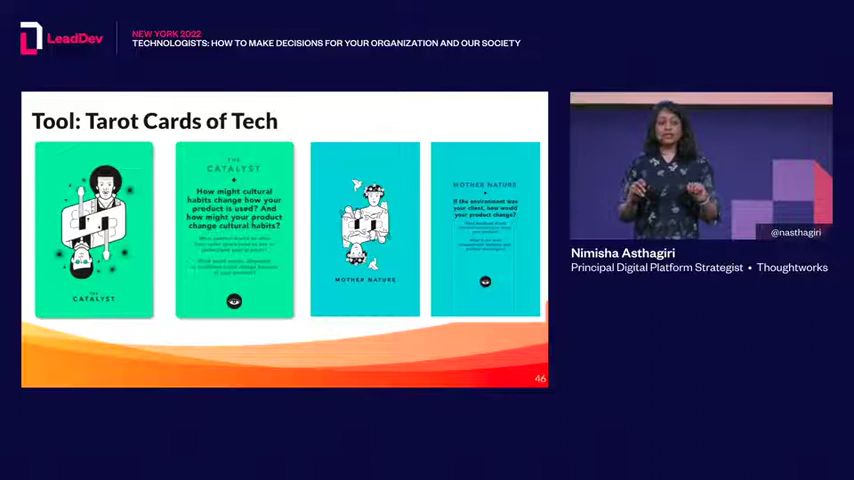 LeadDev
NEW YORK 2022
TECHNOLOGISTS: HOW TO MAKE DECISIONS FOR YOUR ORGANIZATION AND OUR SOCIETY
Tool: Tarot Cards of Tech
THE
CATALYST
THE
CATALYST
How might cultural
habits change how your
product is used? And
how might your product
change cultural habits?
MOTHER NATURE
MOTHER NATURE
If the environment was
your client, how would
your product change?
46
@nasthagiri
Nimisha Asthagiri
Principal Digital Platform Strategist • Thoughtworks